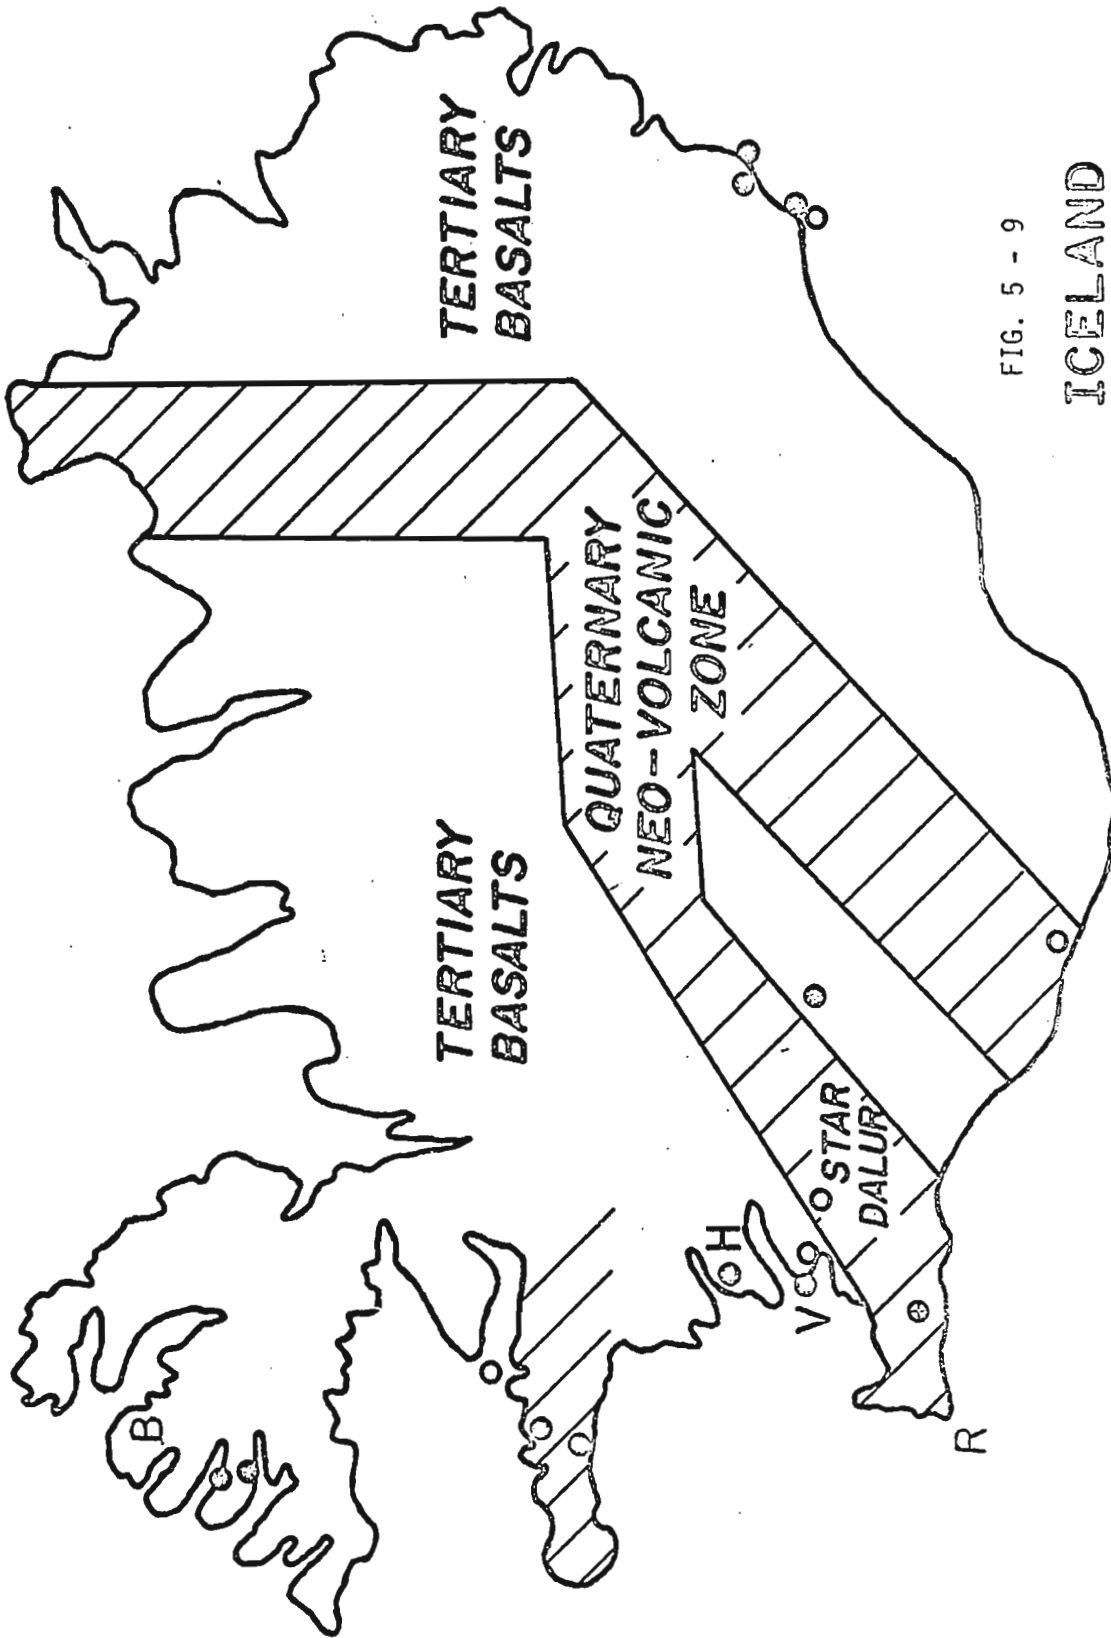 B
TERTIARY
BASALTS
TERTIARY
BASALTS
QUATERNARY
NEO-VOLCANIC
ZONE
H
V
STAR
DALUR
R
FIG. 5 - 9
ICELAND